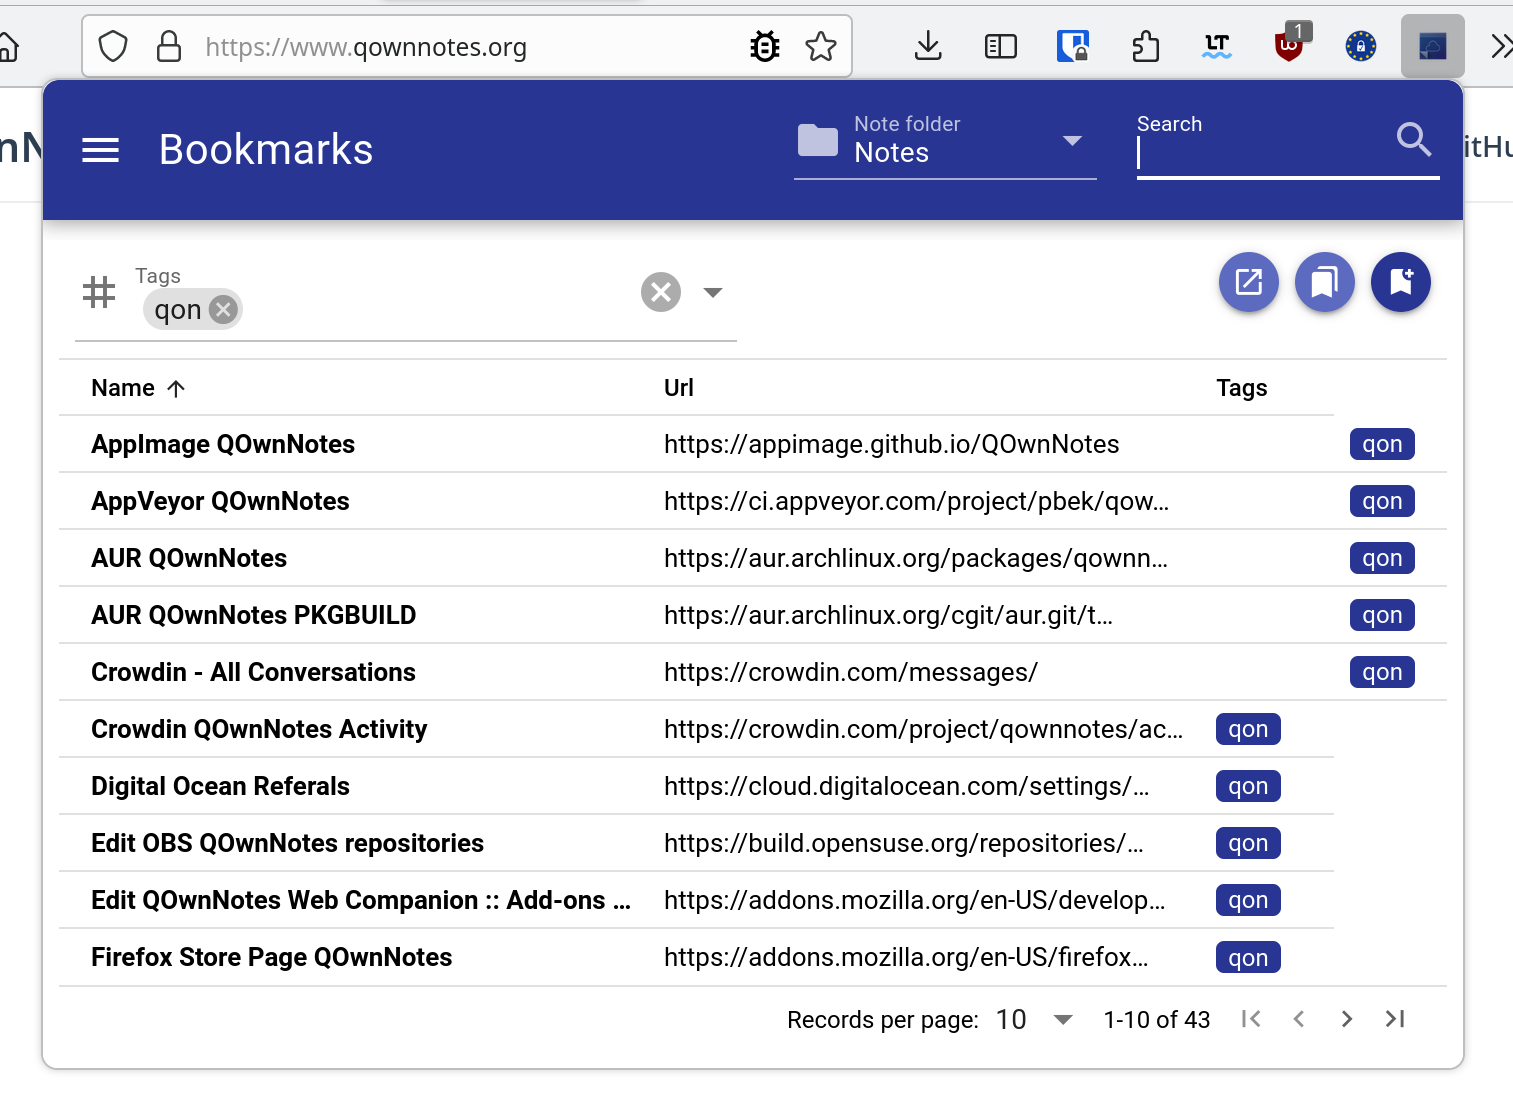 https://www.qownnotes.org
LT
1
Bookmarks
Note folder
Notes
Search
Tags
qon
Name Url Tags
AppImage QOwnNotes https://appimage.github.io/QOwnNotes qon
AppVeyor QOwnNotes https://ci.appveyor.com/project/pbek/qow... qon
AUR QOwnNotes https://aur.archlinux.org/packages/qownn... qon
AUR QOwnNotes PKGBUILD https://aur.archlinux.org/cgit/aur.git/t... qon
Crowdin - All Conversations https://crowdin.com/messages/ qon
Crowdin QOwnNotes Activity https://crowdin.com/project/qownnotes/ac... qon
Digital Ocean Referals https://cloud.digitalocean.com/settings/... qon
Edit OBS QOwnNotes repositories https://build.opensuse.org/repositories/... qon
Edit QOwnNotes Web Companion :: Add-ons ... https://addons.mozilla.org/en-US/develop... qon
Firefox Store Page QOwnNotes https://addons.mozilla.org/en-US/firefox... qon
Records per page: 10 1-10 of 43